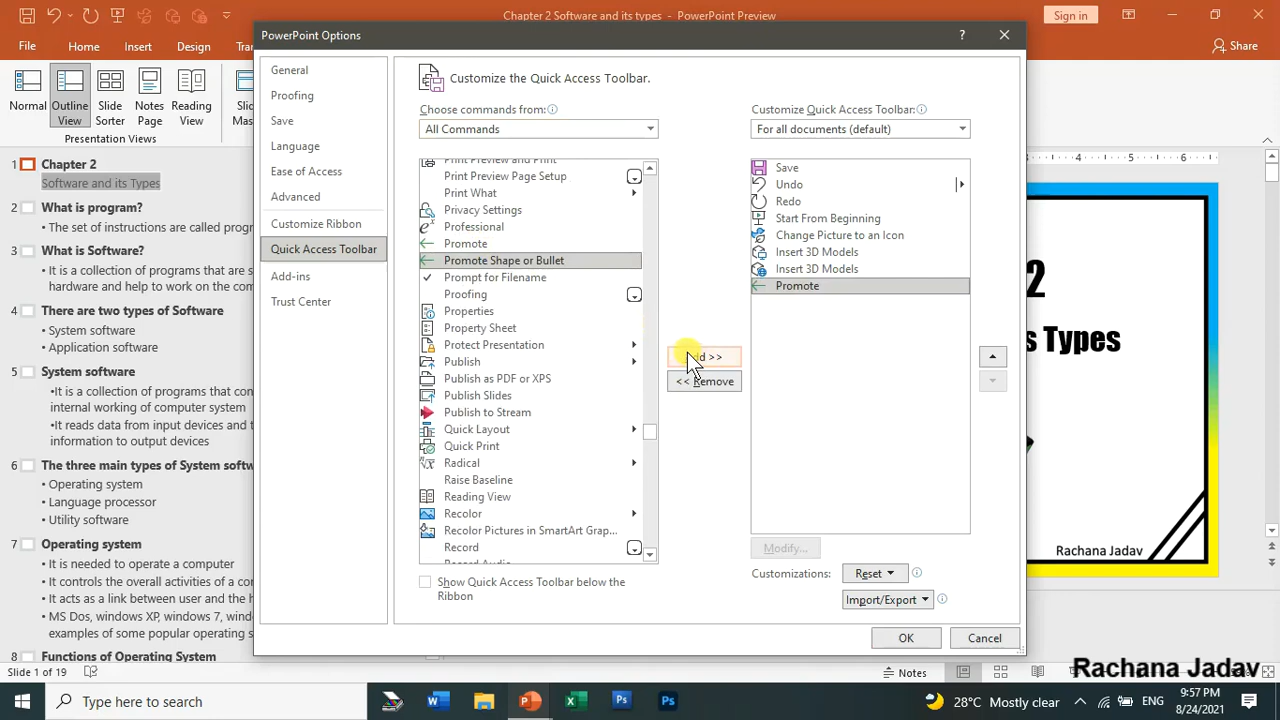 Chapter 2 Software and its types - PowerPoint Preview
Sign in
File
Home
Insert
Design
Share
PowerPoint Options
Normal
Outline View
Slide Sorter
Notes Page
Reading View
Presentation Views
1 Chapter 2
Software and its Types
2 What is program?
• The set of instructions are called
3 What is Software?
• It is a collection of programs that are
hardware and help to work on the
4 There are two types of Software
• System software
• Application software
5 System software
•It is a collection of programs
internal working of computer system
•It reads data from input devices and
information to output devices
6 The three main types of System
• Operating system
• Language processor
• Utility software
7 Operating system
• It is needed to operate a computer
• It controls the overall activities of a
• It acts as a link between user and the
• MS Dos, windows XP, windows 7,
examples of some popular operating
8 Functions of Operating System
General
Proofing
Save
Language
Ease of Access
Advanced
Customize Ribbon
Quick Access Toolbar
Add-ins
Trust Center
Customize the Quick Access Toolbar.
Choose commands from:
All Commands
Print Preview and Print
Print Preview Page Setup
Print What
Privacy Settings
Professional
Promote
Promote Shape or Bullet
Prompt for Filename
Proofing
Properties
Property Sheet
Protect Presentation
Publish
Publish as PDF or XPS
Publish Slides
Publish to Stream
Quick Layout
Quick Print
Radical
Raise Baseline
Reading View
Recolor
Recolor Pictures in SmartArt Grap...
Record
Show Quick Access Toolbar below the
Ribbon
Add >>
<< Remove
Customize Quick Access Toolbar:
For all documents (default)
Save
Undo
Redo
Start From Beginning
Change Picture to an Icon
Insert 3D Models
Insert 3D Models
Promote
Modify...
Customizations:
Reset
Import/Export
OK
Cancel
3 4 5 6
2
s Types
Rachana Jadav
Slide 1 of 19
Notes
Rachana Jadav
Type here to search
28°C Mostly clear
ENG
9:57 PM
8/24/2021